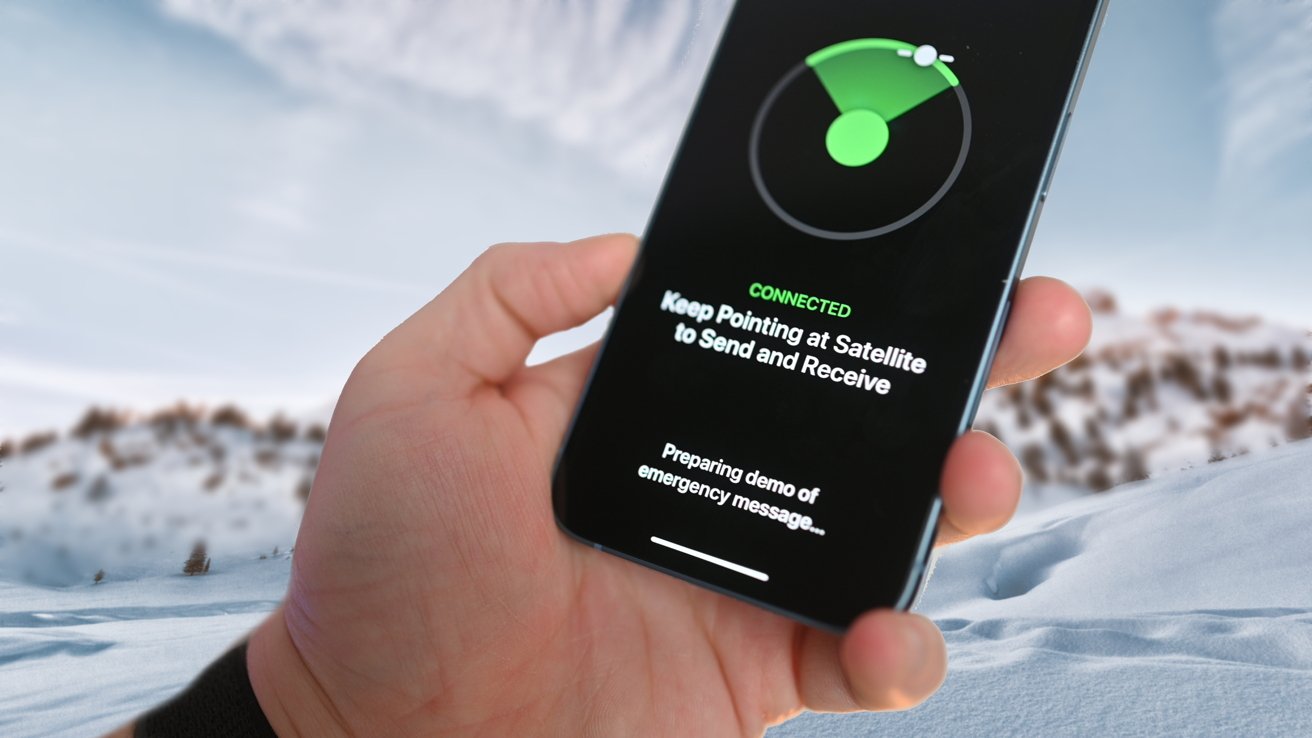 CONNECTED
Keep Pointing at Satellite
to Send and Receive
Preparing demo of
emergency message...